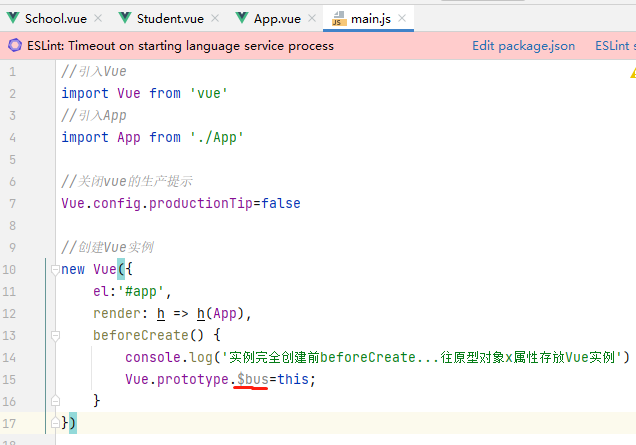 School.vue Student.vue App.vue main.js
ESLint: Timeout on starting language service process Edit package.json ESLint s
1 //引入Vue
2 import Vue from 'vue'
3 //引入App
4 import App from './App'
5
6 //关闭vue的生产提示
7 Vue.config.productionTip=false
8
9 //创建Vue实例
10 new Vue({
11 el:'#app',
12 render: h => h(App),
13 beforeCreate() {
14 console.log('实例完全创建前beforeCreate...往原型对象x属性存放Vue实例')
15 Vue.prototype.$bus=this;
16 }
17 })
18